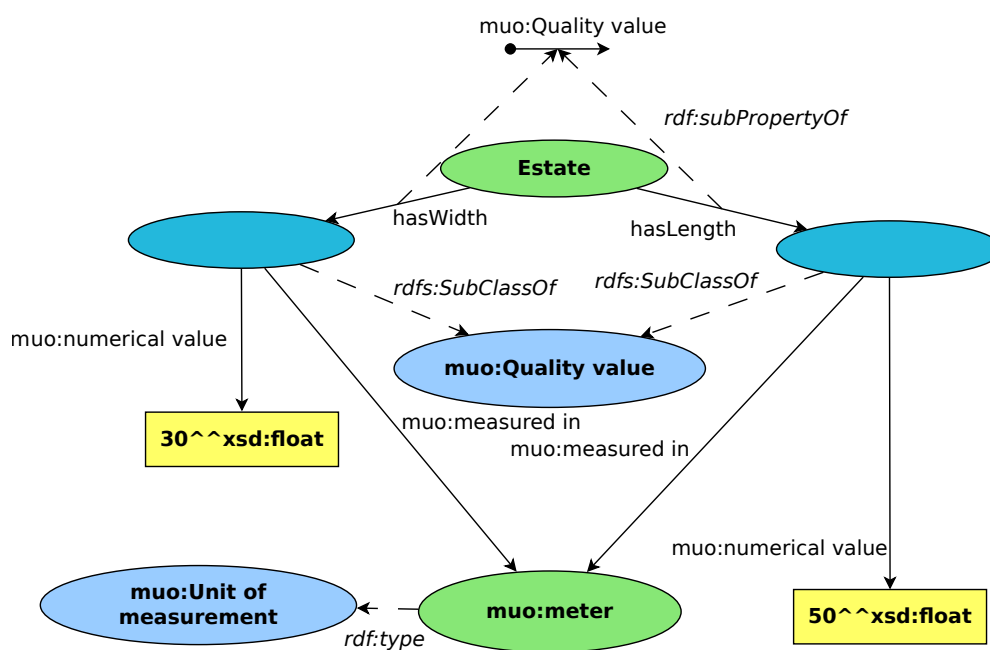 muo:Quality value
rdf:subPropertyOf
Estate
hasWidth
hasLength
rdfs:SubClassOf
rdfs:SubClassOf
muo:numerical value
muo:Quality value
muo:measured in
30^^xsd:float
muo:measured in
muo:numerical value
muo:Unit of
measurement
muo:meter
50^^xsd:float
rdf:type